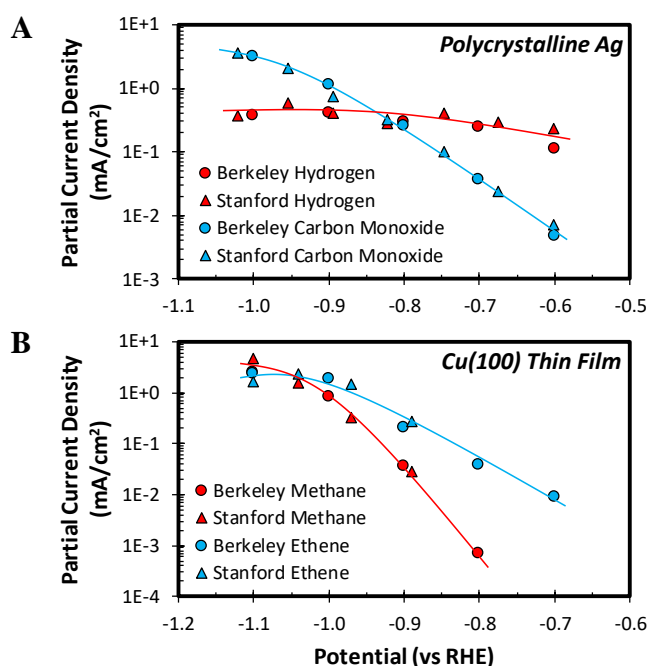 A
Polycrystalline Ag
Partial Current Density
(mA/cm²)
1E+1
1E+0
1E-1
1E-2
1E-3
Berkeley Hydrogen
Stanford Hydrogen
Berkeley Carbon Monoxide
Stanford Carbon Monoxide
-1.1 -1.0 -0.9 -0.8 -0.7 -0.6 -0.5
B
Cu(100) Thin Film
Partial Current Density
(mA/cm²)
1E+1
1E+0
1E-1
1E-2
1E-3
1E-4
Berkeley Methane
Stanford Methane
Berkeley Ethene
Stanford Ethene
-1.2 -1.1 -1.0 -0.9 -0.8 -0.7 -0.6
Potential (vs RHE)